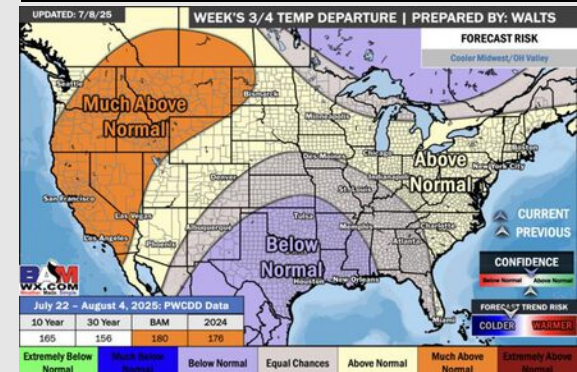 UPDATED: 7/8/25
WEEK'S 3/4 TEMP DEPARTURE | PREPARED BY: WALTS
FORECAST RISK
Cooler Midwest/OH Valley
Seattle
Bismarck
Much Above
Normal
Minneapolis
Boston
Above
Normal
New York City
Des Moines
Chicago
Indianapolis
Denver
St. Louis
San Francisco
Las Vegas
Los Angeles
Phoenix
Albuquerque
Tulsa
Memphis
Charlotte
Atlanta
Below
Normal
Houston
New Orleans
Miami
CURRENT
PREVIOUS
CONFIDENCE
Below Normal
Above Normal
FORECAST TREND RISK
COLDER
WARMER
BAM
WX.COM
Weather Made Simple
July 22 – August 4, 2025: PWCDD Data
10 Year 30 Year BAM 2024
165 156 180 176
Extremely Below Normal
Much Below Normal
Below Normal
Equal Chances
Above Normal
Much Above Normal
Extremely Above Normal